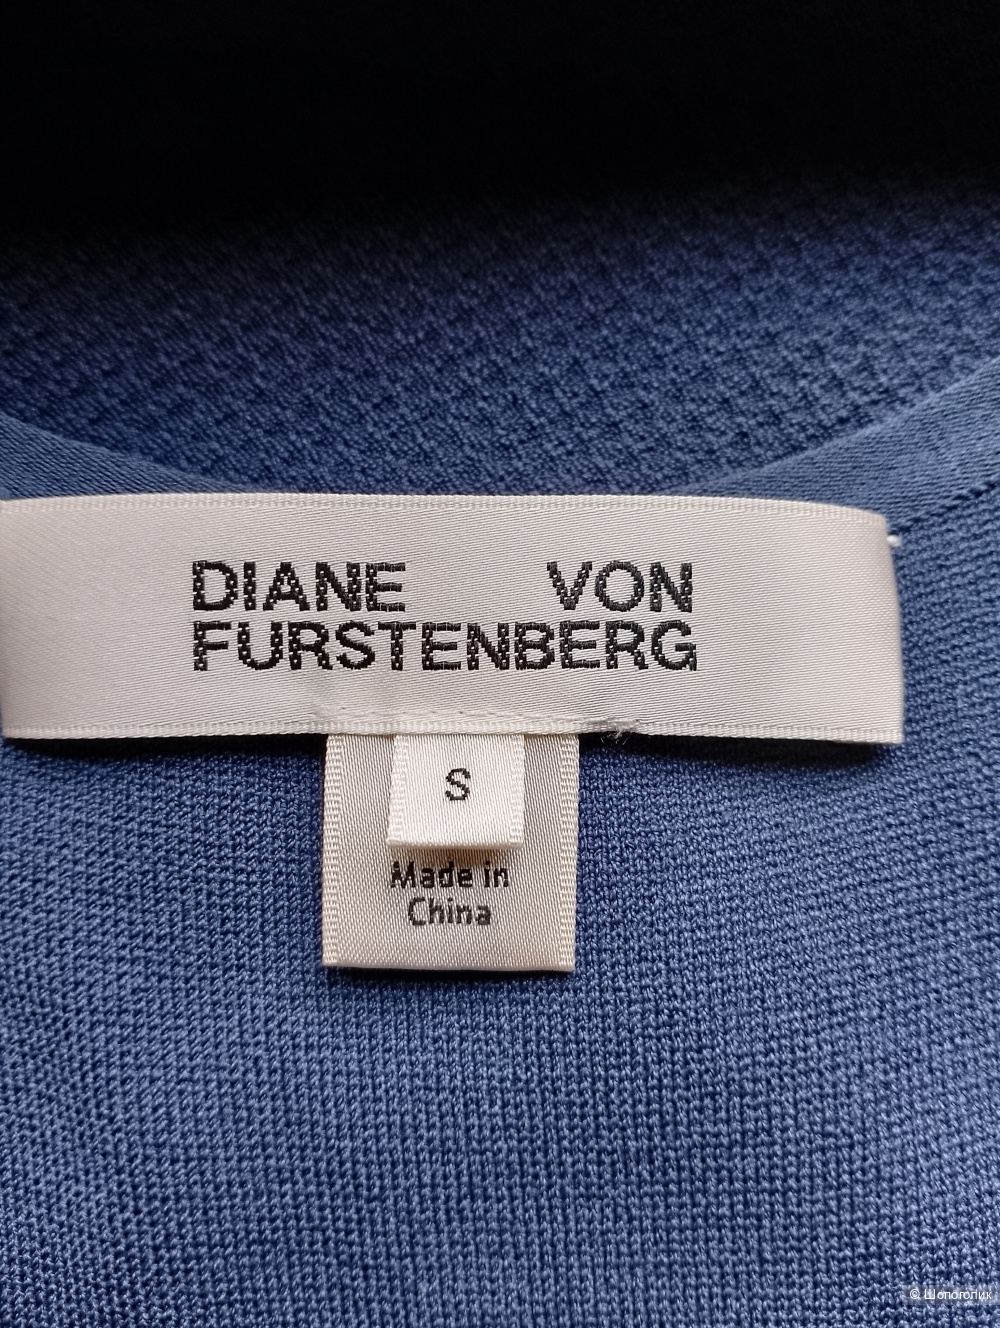 DIANE VON
FURSTENBERG
S
Made in
China
© Шопоголик